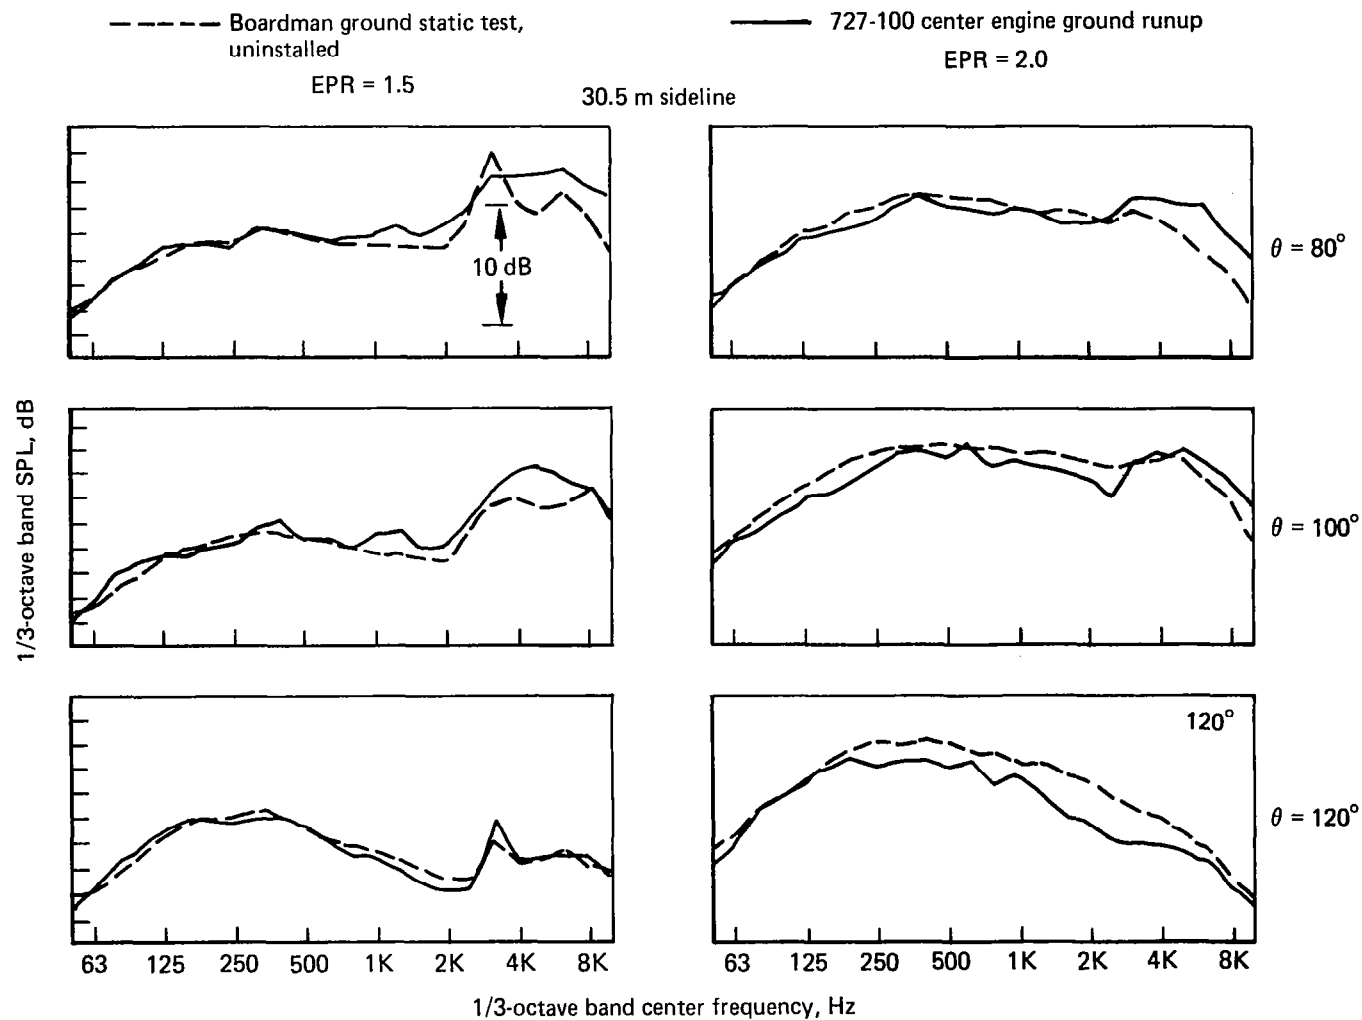 Boardman ground static test,
uninstalled
727-100 center engine ground runup
EPR = 1.5
EPR = 2.0
30.5 m sideline
1/3-octave band SPL, dB
10 dB
θ = 80°
θ = 100°
120°
θ = 120°
63 125 250 500 1K 2K 4K 8K
63 125 250 500 1K 2K 4K 8K
1/3-octave band center frequency, Hz